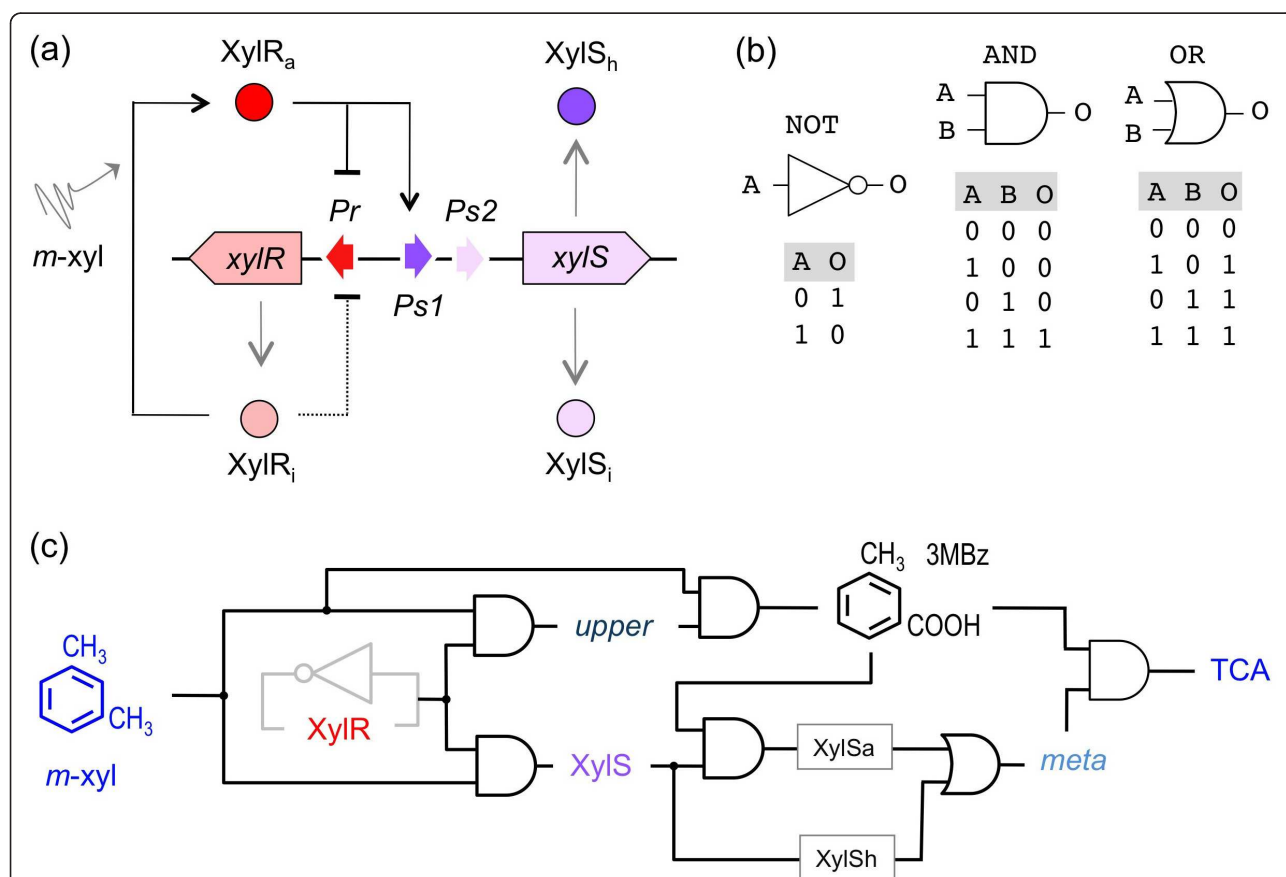 (a)
XylRa
XylSh
m-xyl
Pr
Ps2
xylR
xylS
Ps1
XylRi
XylSi
(b)
NOT
A O
A O
0 1
1 0
AND
A
B
O
A B O
0 0 0
1 0 0
0 1 0
1 1 1
OR
A
B
O
A B O
0 0 0
1 0 1
0 1 1
1 1 1
(c)
CH3
CH3
m-xyl
XylR
upper
XylS
CH3 3MBz
COOH
XylSa
XylSh
meta
TCA